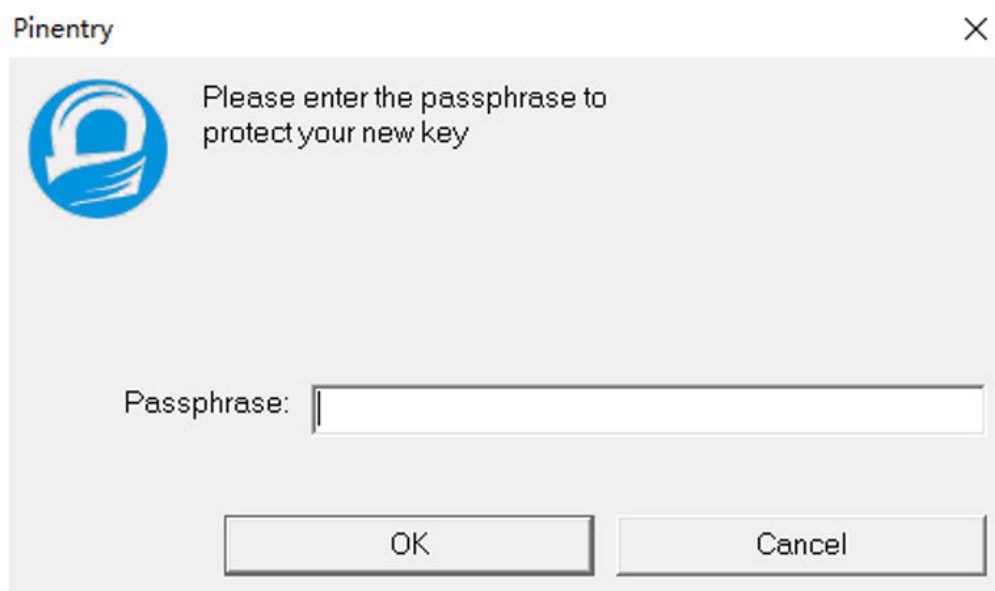 Pinentry
Please enter the passphrase to
protect your new key
Passphrase:
OK
Cancel